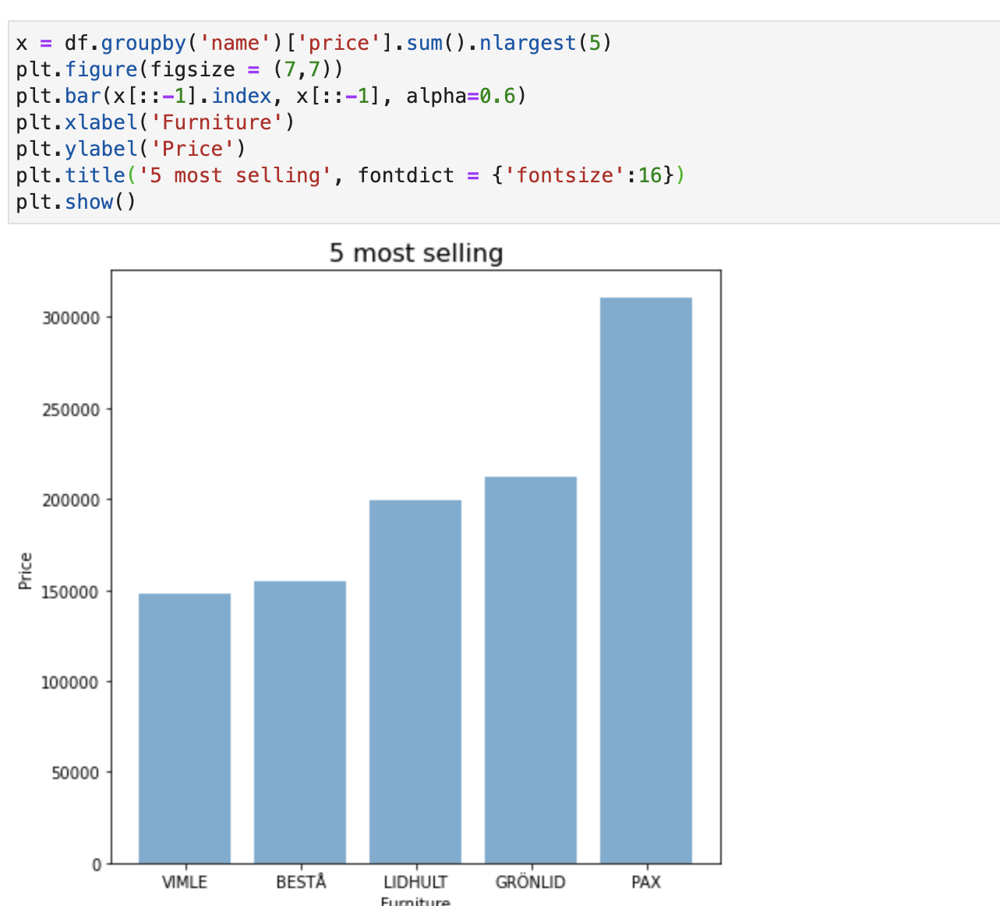 x = df.groupby('name')['price'].sum().nlargest(5)
plt.figure(figsize = (7,7))
plt.bar(x[::-1].index, x[::-1], alpha=0.6)
plt.xlabel('Furniture')
plt.ylabel('Price')
plt.title('5 most selling', fontdict = {'fontsize':16})
plt.show()
5 most selling
300000
250000
200000
150000
100000
50000
0
Price
VIMLE BESTÅ LIDHULT GRÖNLID PAX
Furniture